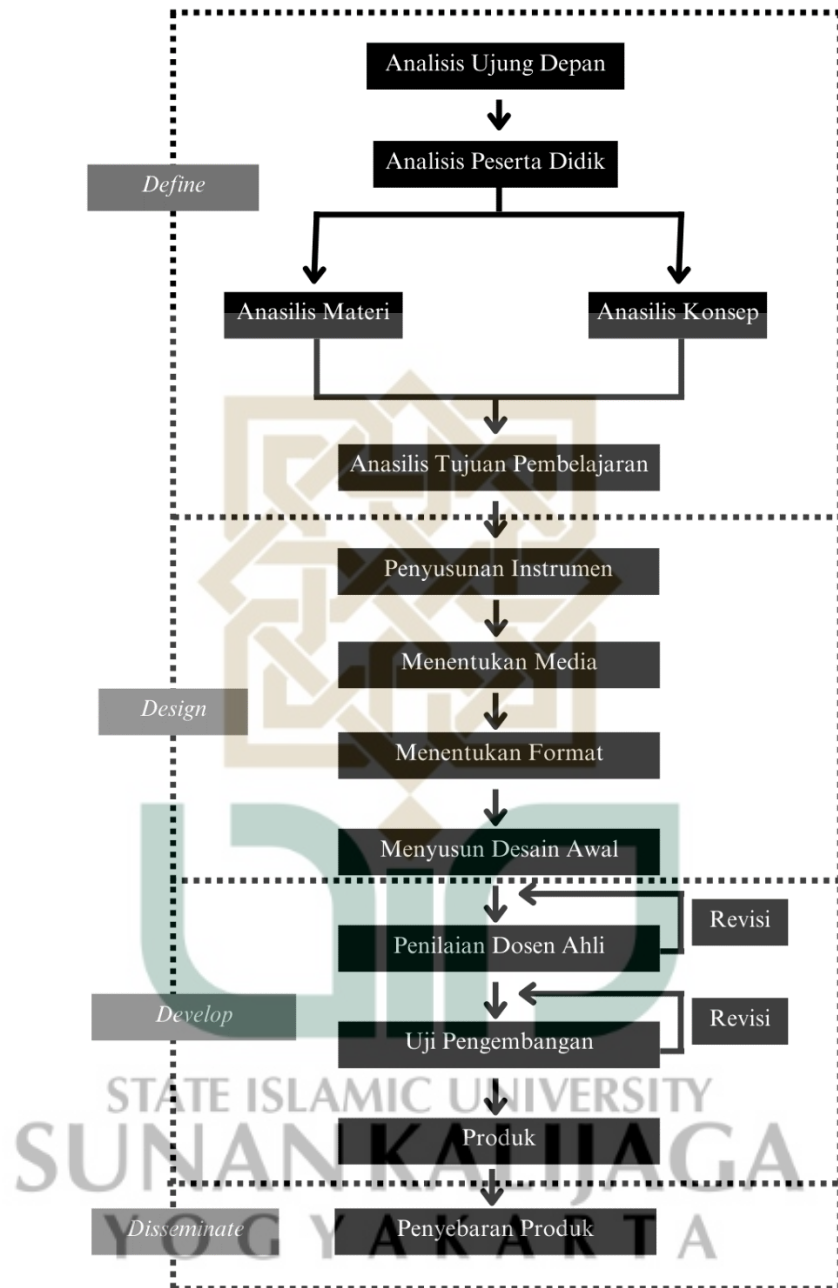 Analisis Ujung Depan
Analisis Peserta Didik
Define
Anasilis Materi
Anasilis Konsep
Anasilis Tujuan Pembelajaran
Penyusunan Instrumen
Menentukan Media
Design
Menentukan Format
Menyusun Desain Awal
Revisi
Penilaian Dosen Ahli
Develop
Revisi
Uji Pengembangan
STATE ISLAMIC UNIVERSITY
Produk
SUNAN KALIJAGA
Disseminate
Penyebaran Produk
YOGYAKARTA